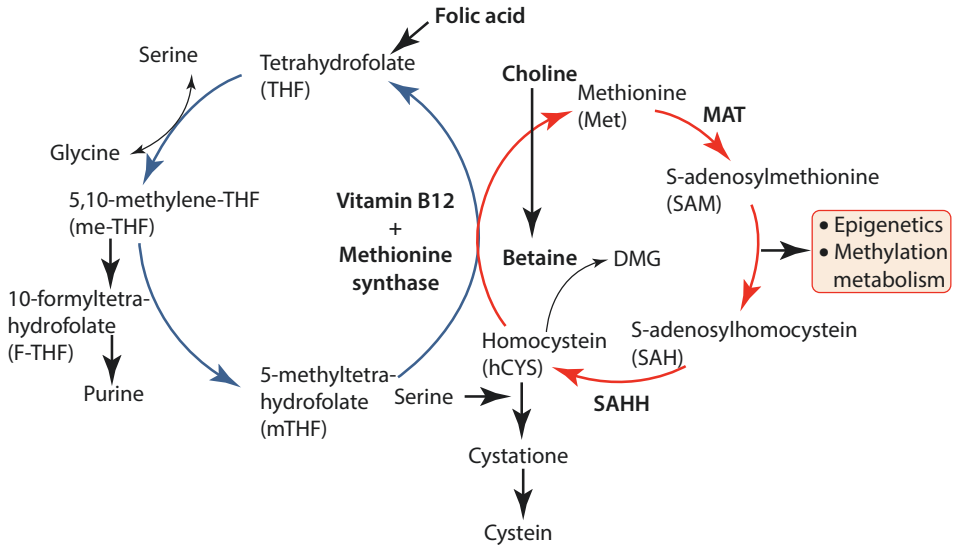 Folic acid
Serine
Tetrahydrofolate
(THF)
Choline
Methionine
(Met)
MAT
Glycine
S-adenosylmethionine
(SAM)
5,10-methylene-THF
(me-THF)
Vitamin B12
+
Methionine
synthase
• Epigenetics
• Methylation
metabolism
Betaine
DMG
10-formyltetra-
hydrofolate
(F-THF)
Homocystein
(hCYS)
S-adenosylhomocystein
(SAH)
Purine
5-methyltetra-
hydrofolate
(mTHF)
Serine
SAHH
Cystatione
Cystein